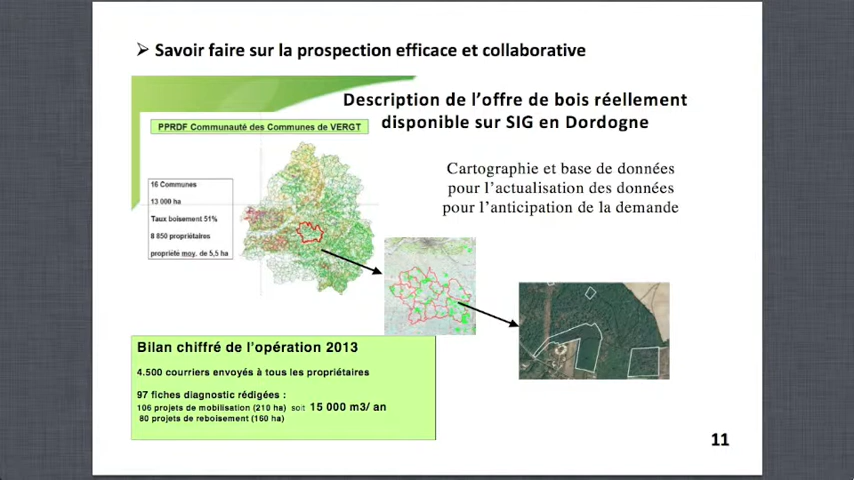 ➢ Savoir faire sur la prospection efficace et collaborative
Description de l'offre de bois réellement
disponible sur SIG en Dordogne
PPRDF Communauté des Communes de VERGT
Cartographie et base de données
pour l'actualisation des données
pour l'anticipation de la demande
16 Communes
13 000 ha
Taux boisement 51%
8 850 propriétaires
propriété moy. de 5,5 ha
Bilan chiffré de l'opération 2013
4.500 courriers envoyés à tous les propriétaires
97 fiches diagnostic rédigées :
106 projets de mobilisation (210 ha) soit 15 000 m3/ an
80 projets de reboisement (160 ha)
11